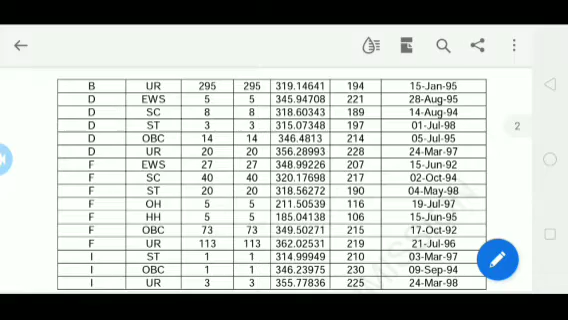 B UR 295 295 319.14641 194 15-Jan-95
D EWS 5 5 345.94708 221 28-Aug-95
D SC 8 8 318.60343 189 14-Aug-94
D ST 3 3 315.07348 197 01-Jul-98
D OBC 14 14 346.4813 214 05-Jul-95
D UR 20 20 356.28993 228 24-Mar-97
F EWS 27 27 348.99226 207 15-Jun-92
F SC 40 40 320.17698 217 02-Oct-94
F ST 20 20 318.56272 190 04-May-98
F OH 5 5 211.50539 116 19-Jul-97
F HH 5 5 185.04138 106 15-Jun-95
F OBC 73 73 349.50271 215 17-Oct-92
F UR 113 113 362.02531 219 21-Jul-96
I ST 1 1 314.99949 210 03-Mar-97
I OBC 1 1 346.23975 230 09-Sep-94
I UR 3 3 355.77836 225 24-Mar-98
2